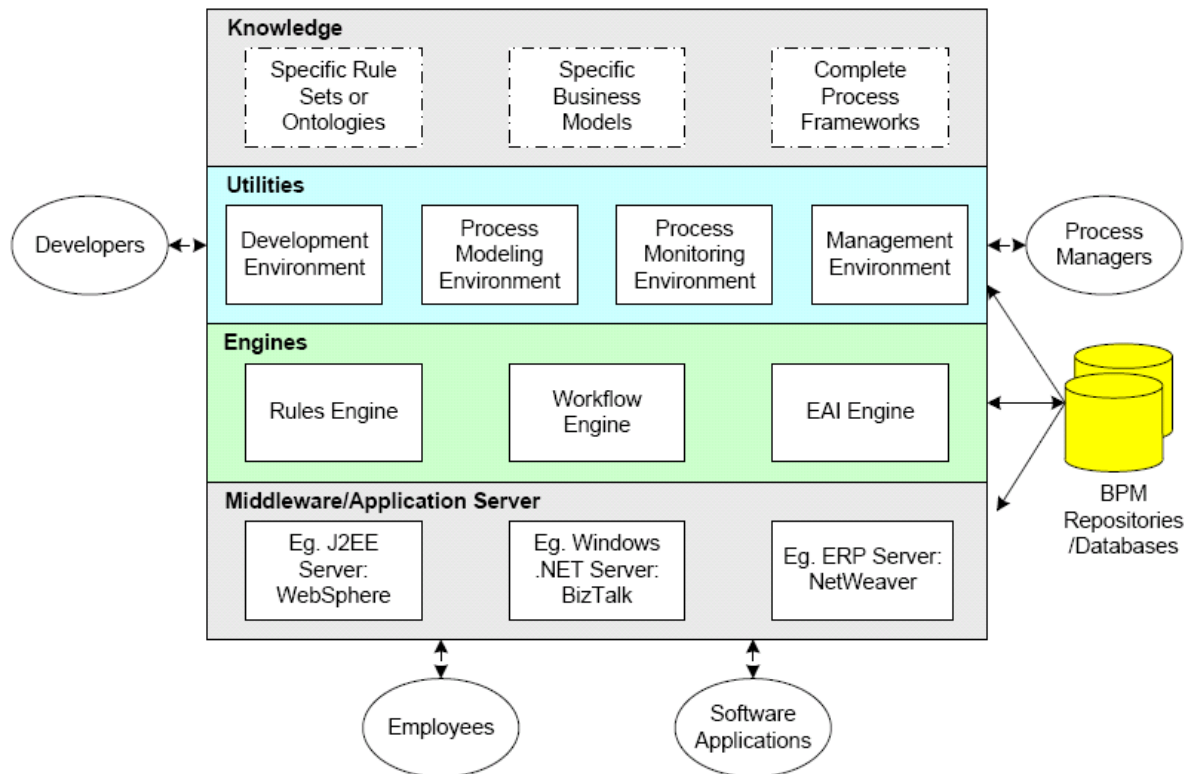 Knowledge
Specific Rule
Sets or
Ontologies
Specific
Business
Models
Complete
Process
Frameworks
Utilities
Developers
Development
Environment
Process
Modeling
Environment
Process
Monitoring
Environment
Management
Environment
Process
Managers
Engines
Rules Engine
Workflow
Engine
EAI Engine
BPM
Repositories
/Databases
Middleware/Application Server
Eg. J2EE
Server:
WebSphere
Eg. Windows
.NET Server:
BizTalk
Eg. ERP Server:
NetWeaver
Employees
Software
Applications